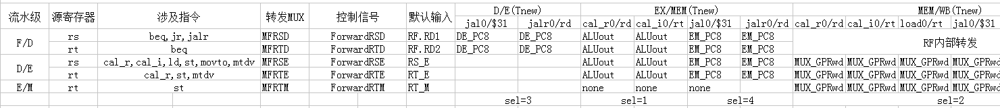 流水级 源寄存器 涉及指令 转发MUX 控制信号 默认输入 D/E(Tnew) EX/MEM(Tnew) MEM/WB(Tnew)
jal0/$31 jalr0/rd cal_r0/rd cal_i0/rt jal0/$31 jalr0/rd cal_r0/rd cal_i0/rt load0/rt jal0/$31
F/D rs beq,jr,jalr MFRSD ForwardRSD RF.RD1 DE_PC8 DE_PC8 ALUout ALUout EM_PC8 EM_PC8 RF内部转发
rt beq MFRTD ForwardRTD RF.RD2 DE_PC8 DE_PC8 ALUout ALUout EM_PC8 EM_PC8
D/E rs cal_r,cal_i,ld,st,movto,mtdv MFRSE ForwardRSE RS_E ALUout ALUout EM_PC8 EM_PC8 MUX_GPRwd MUX_GPRwd MUX_GPRwd MUX_GPRwd
rt cal_r,st,mtdv MFRTE ForwardRTE RT_E ALUout ALUout EM_PC8 EM_PC8 MUX_GPRwd MUX_GPRwd MUX_GPRwd MUX_GPRwd
E/M rt st MFRTM ForwardRTM RT_M none none none MUX_GPRwd MUX_GPRwd MUX_GPRwd MUX_GPRwd
sel=3 sel=1 sel=4 sel=2